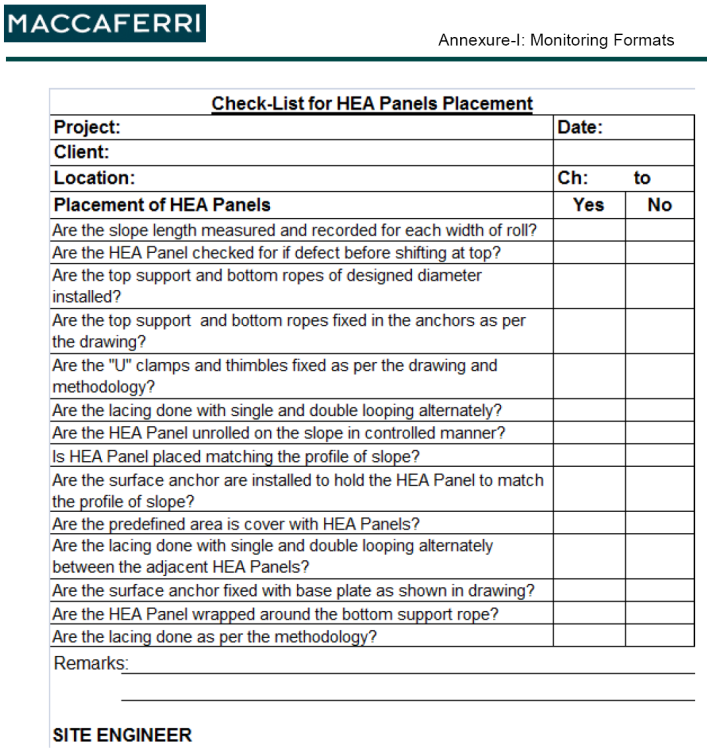 MACCAFERRI
Annexure-I: Monitoring Formats
Check-List for HEA Panels Placement
Project: Date:
Client:
Location: Ch: to
Placement of HEA Panels Yes No
Are the slope length measured and recorded for each width of roll?
Are the HEA Panel checked for if defect before shifting at top?
Are the top support and bottom ropes of designed diameter
installed?
Are the top support and bottom ropes fixed in the anchors as per
the drawing?
Are the "U" clamps and thimbles fixed as per the drawing and
methodology?
Are the lacing done with single and double looping alternately?
Are the HEA Panel unrolled on the slope in controlled manner?
Is HEA Panel placed matching the profile of slope?
Are the surface anchor are installed to hold the HEA Panel to match
the profile of slope?
Are the predefined area is cover with HEA Panels?
Are the lacing done with single and double looping alternately
between the adjacent HEA Panels?
Are the surface anchor fixed with base plate as shown in drawing?
Are the HEA Panel wrapped around the bottom support rope?
Are the lacing done as per the methodology?
Remarks:
SITE ENGINEER